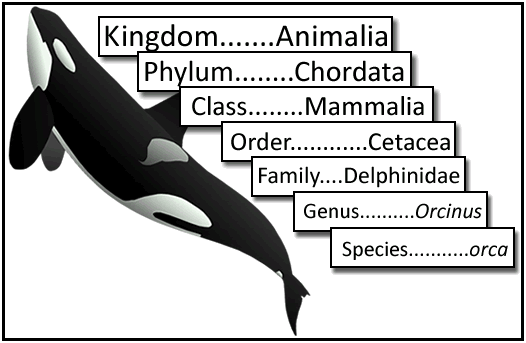 Kingdom.......Animalia
Phylum........Chordata
Class........Mammalia
Order............Cetacea
Family....Delphinidae
Genus..........Orcinus
Species...........orca